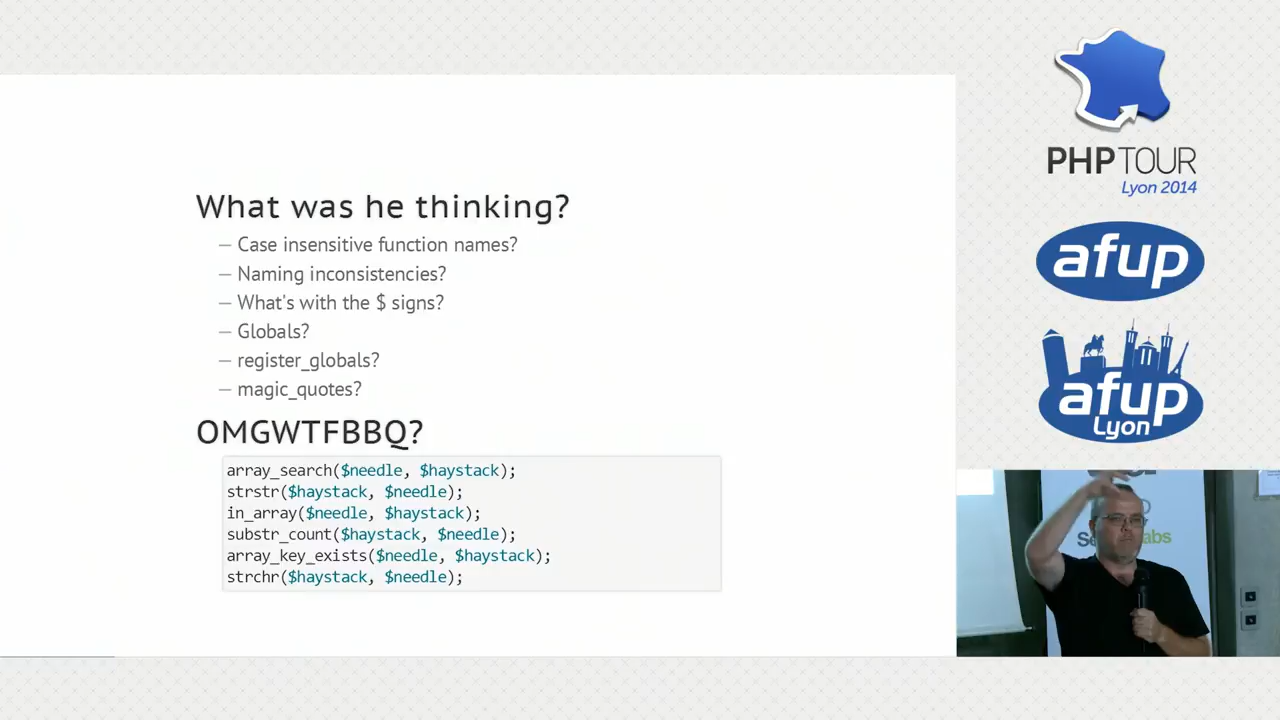 What was he thinking?
— Case insensitive function names?
— Naming inconsistencies?
— What's with the $ signs?
— Globals?
— register_globals?
— magic_quotes?
OMGWTFBBQ?
array_search($needle, $haystack);
strstr($haystack, $needle);
in_array($needle, $haystack);
substr_count($haystack, $needle);
array_key_exists($needle, $haystack);
strchr($haystack, $needle);
PHPTOUR
Lyon 2014
afup
afup
Lyon